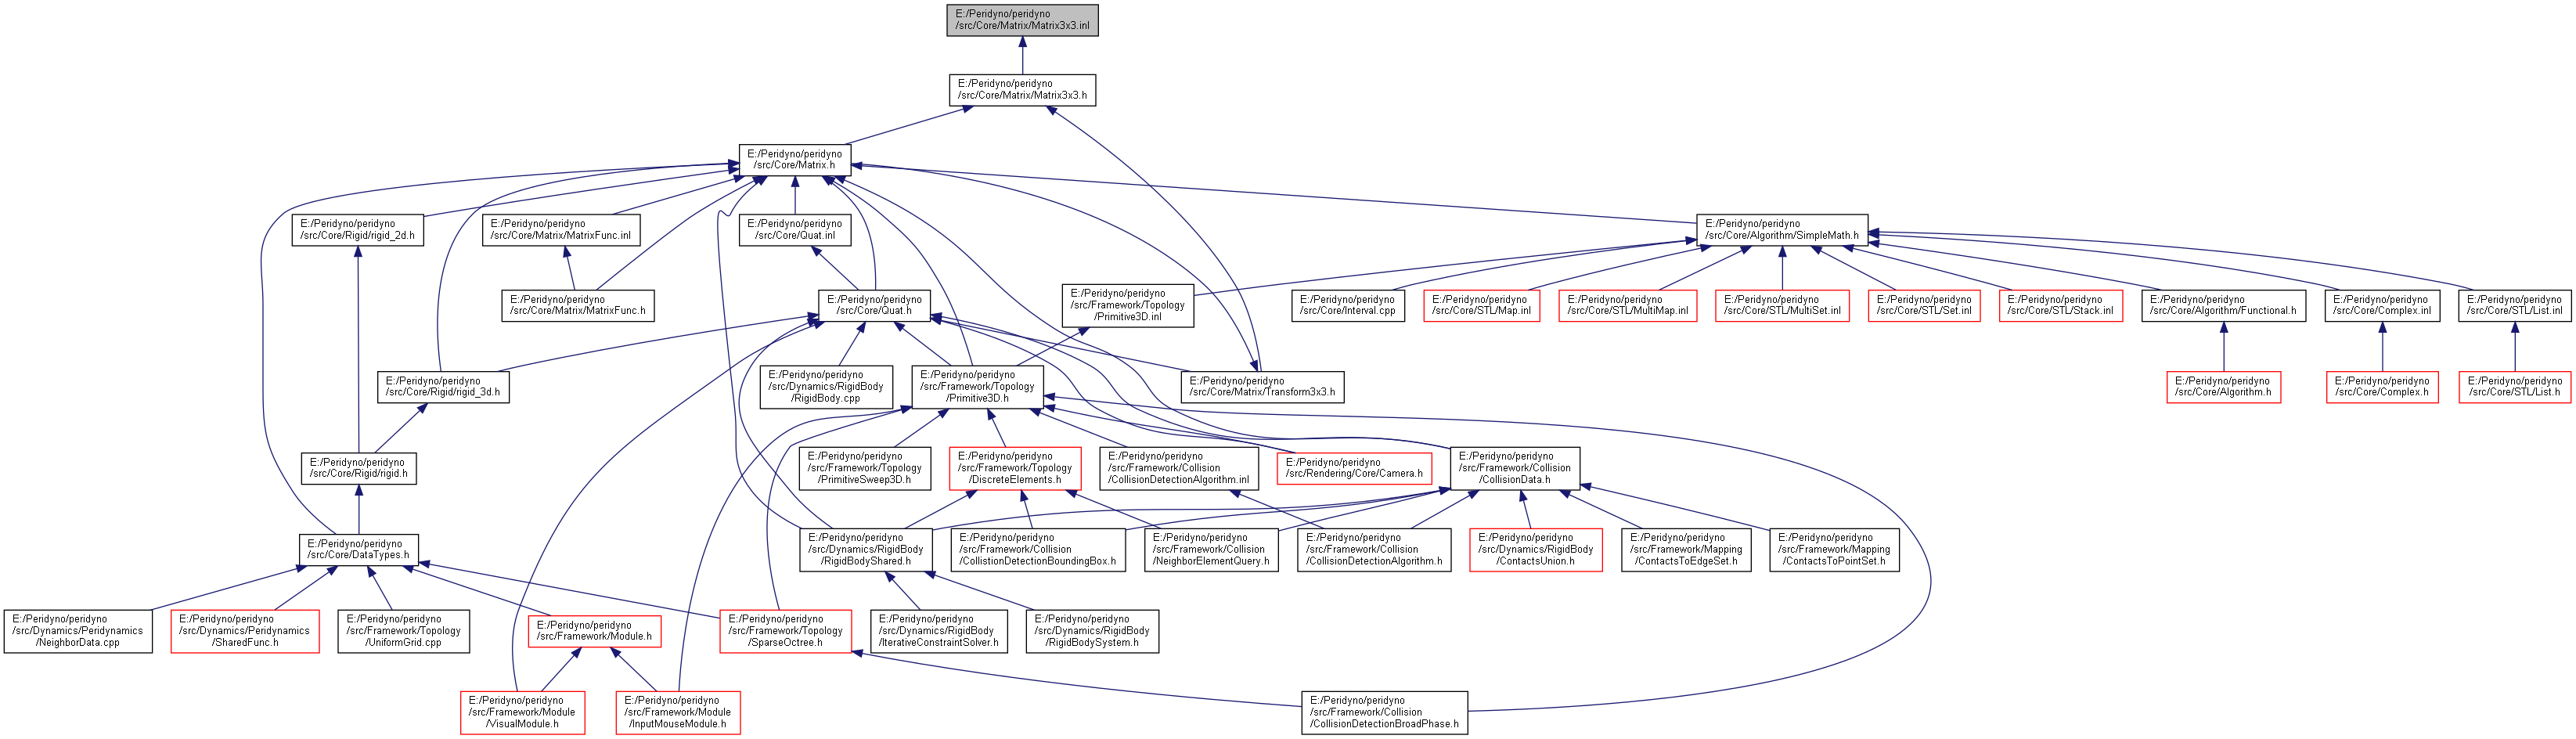 E:/Peridyno/peridyno
/src/Core/Matrix/Matrix3x3.inl
E:/Peridyno/peridyno
/src/Core/Matrix/Matrix3x3.h
E:/Peridyno/peridyno
/src/Core/Matrix.h
E:/Peridyno/peridyno
/src/Core/Rigid/rigid_2d.h
E:/Peridyno/peridyno
/src/Core/Matrix/MatrixFunc.inl
E:/Peridyno/peridyno
/src/Core/Quat.inl
E:/Peridyno/peridyno
/src/Core/Algorithm/SimpleMath.h
E:/Peridyno/peridyno
/src/Core/Matrix/MatrixFunc.h
E:/Peridyno/peridyno
/src/Core/Quat.h
E:/Peridyno/peridyno
/src/Framework/Topology
/Primitive3D.inl
E:/Peridyno/peridyno
/src/Core/Interval.cpp
E:/Peridyno/peridyno
/src/Core/STL/Map.inl
E:/Peridyno/peridyno
/src/Core/STL/MultiMap.inl
E:/Peridyno/peridyno
/src/Core/STL/MultiSet.inl
E:/Peridyno/peridyno
/src/Core/STL/Set.inl
E:/Peridyno/peridyno
/src/Core/STL/Stack.inl
E:/Peridyno/peridyno
/src/Core/Algorithm/Functional.h
E:/Peridyno/peridyno
/src/Core/Complex.inl
E:/Peridyno/peridyno
/src/Core/STL/List.inl
E:/Peridyno/peridyno
/src/Core/Rigid/rigid_3d.h
E:/Peridyno/peridyno
/src/Dynamics/RigidBody
/RigidBody.cpp
E:/Peridyno/peridyno
/src/Framework/Topology
/Primitive3D.h
E:/Peridyno/peridyno
/src/Core/Matrix/Transform3x3.h
E:/Peridyno/peridyno
/src/Core/Algorithm.h
E:/Peridyno/peridyno
/src/Core/Complex.h
E:/Peridyno/peridyno
/src/Core/STL/List.h
E:/Peridyno/peridyno
/src/Core/Rigid/rigid.h
E:/Peridyno/peridyno
/src/Framework/Topology
/PrimitiveSweep3D.h
E:/Peridyno/peridyno
/src/Framework/Topology
/DiscreteElements.h
E:/Peridyno/peridyno
/src/Framework/Collision
/CollisionDetectionAlgorithm.inl
E:/Peridyno/peridyno
/src/Rendering/Core/Camera.h
E:/Peridyno/peridyno
/src/Framework/Collision
/CollisionData.h
E:/Peridyno/peridyno
/src/Core/DataTypes.h
E:/Peridyno/peridyno
/src/Dynamics/RigidBody
/RigidBodyShared.h
E:/Peridyno/peridyno
/src/Framework/Collision
/CollistionDetectionBoundingBox.h
E:/Peridyno/peridyno
/src/Framework/Collision
/NeighborElementQuery.h
E:/Peridyno/peridyno
/src/Framework/Collision
/CollisionDetectionAlgorithm.h
E:/Peridyno/peridyno
/src/Dynamics/RigidBody
/ContactsUnion.h
E:/Peridyno/peridyno
/src/Framework/Mapping
/ContactsToEdgeSet.h
E:/Peridyno/peridyno
/src/Framework/Mapping
/ContactsToPointSet.h
E:/Peridyno/peridyno
/src/Dynamics/Peridynamics
/NeighborData.cpp
E:/Peridyno/peridyno
/src/Dynamics/Peridynamics
/SharedFunc.h
E:/Peridyno/peridyno
/src/Framework/Topology
/UniformGrid.cpp
E:/Peridyno/peridyno
/src/Framework/Module.h
E:/Peridyno/peridyno
/src/Framework/Topology
/SparseOctree.h
E:/Peridyno/peridyno
/src/Dynamics/RigidBody
/IterativeConstraintSolver.h
E:/Peridyno/peridyno
/src/Dynamics/RigidBody
/RigidBodySystem.h
E:/Peridyno/peridyno
/src/Framework/Module
/VisualModule.h
E:/Peridyno/peridyno
/src/Framework/Module
/InputMouseModule.h
E:/Peridyno/peridyno
/src/Framework/Collision
/CollisionDetectionBroadPhase.h